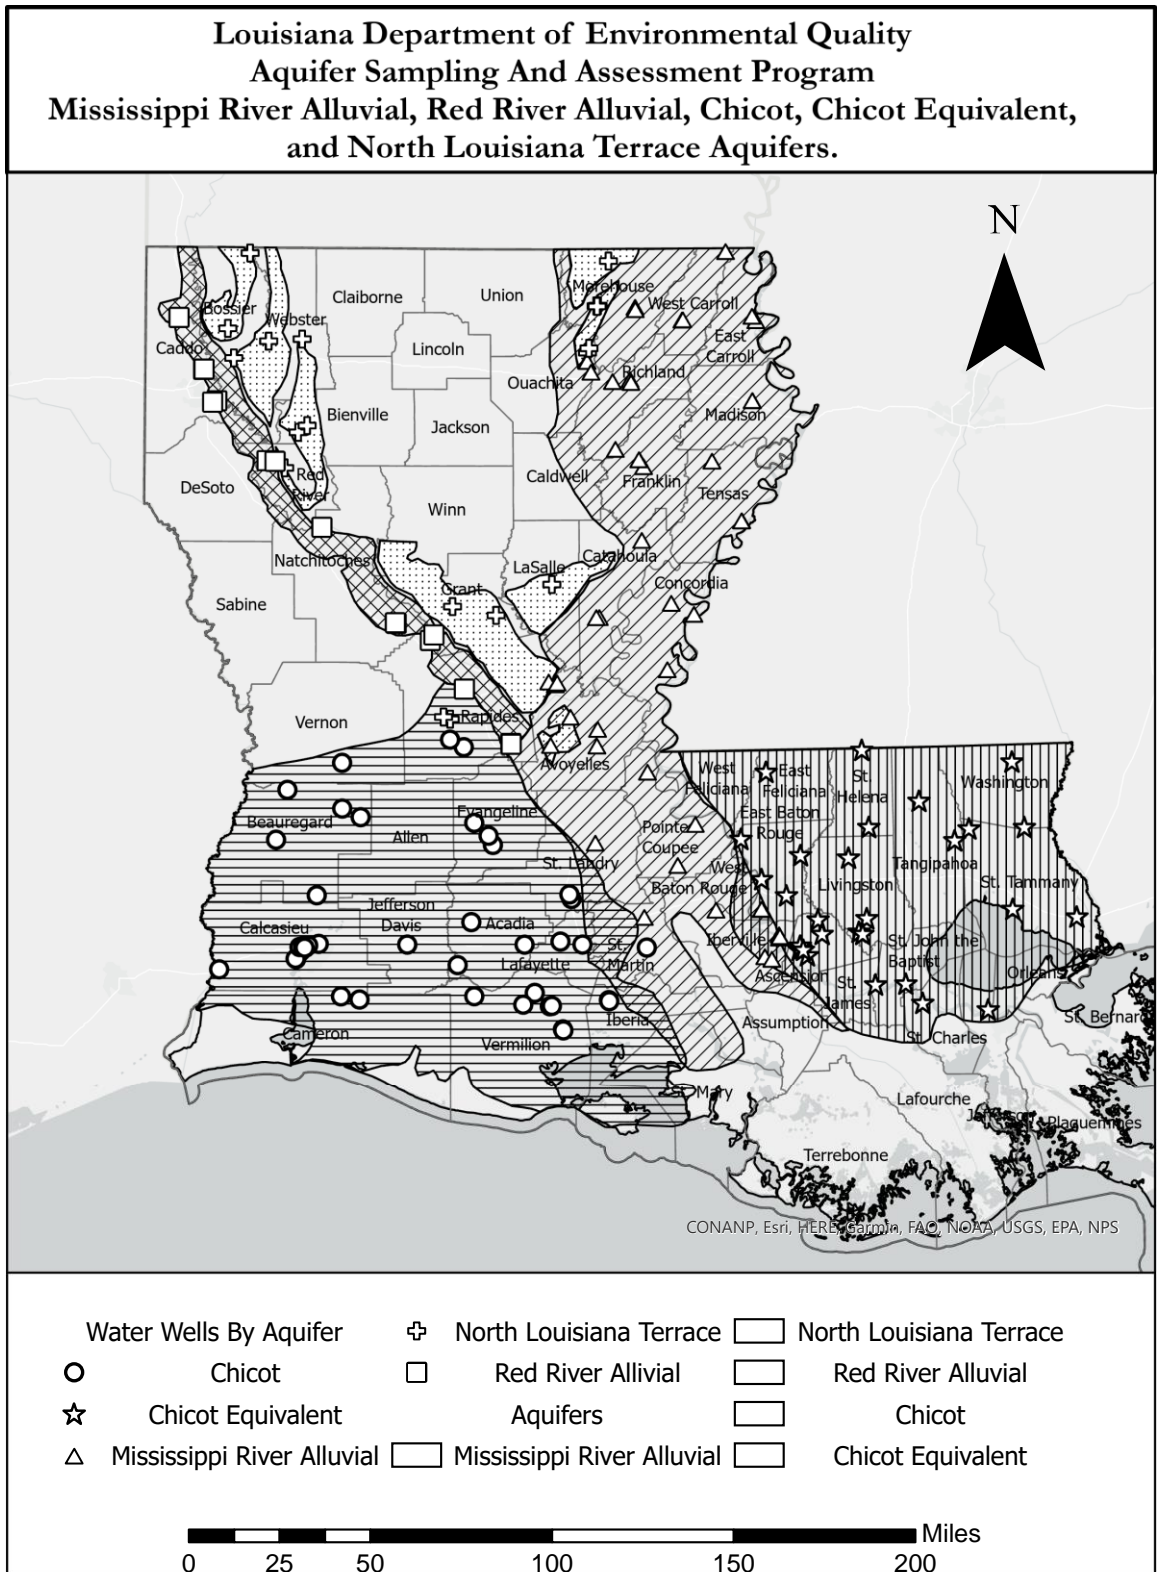 Louisiana Department of Environmental Quality
Aquifer Sampling And Assessment Program
Mississippi River Alluvial, Red River Alluvial, Chicot, Chicot Equivalent,
and North Louisiana Terrace Aquifers.
N
Morehouse
Claiborne
Union
West Carroll
Bossier
Webster
East
Carroll
Caddo
Lincoln
Richland
Ouachita
Bienville
Madison
Jackson
Caldwell
Red
River
Franklin
DeSoto
Tensas
Winn
Natchitoches
LaSalle
Catahoula
Grant
Concordia
Sabine
Rapides
Vernon
Avoyelles
West
Feliciana
East
Feliciana
St.
Helena
Washington
Evangeline
East Baton
Rouge
Beauregard
Allen
Pointe
Coupee
St. Landry
West
Baton Rouge
Livingston
Tangipahoa
St. Tammany
Jefferson
Davis
Acadia
Calcasieu
Iberville
St. John the
Baptist
St.
Martin
Lafayette
Ascension
Orleans
St.
James
Iberia
Assumption
St. Bernard
Cameron
Vermilion
St. Charles
St. Mary
Lafourche
Jefferson
Plaquemines
Terrebonne
CONANP, Esri, HERE, Garmin, FAO, NOAA, USGS, EPA, NPS
Water Wells By Aquifer
Chicot
Chicot Equivalent
Mississippi River Alluvial
North Louisiana Terrace
Red River Allivial
Aquifers
Mississippi River Alluvial
North Louisiana Terrace
Red River Alluvial
Chicot
Chicot Equivalent
Miles
0 25 50 100 150 200